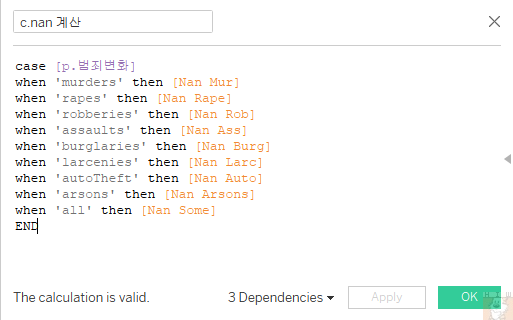 c.nan 계산
case [p.범죄변화]
when 'murders' then [Nan Mur]
when 'rapes' then [Nan Rape]
when 'robberies' then [Nan Rob]
when 'assaults' then [Nan Ass]
when 'burglaries' then [Nan Burg]
when 'larcenies' then [Nan Larc]
when 'autoTheft' then [Nan Auto]
when 'arsons' then [Nan Arsons]
when 'all' then [Nan Some]
END
The calculation is valid. 3 Dependencies Apply OK